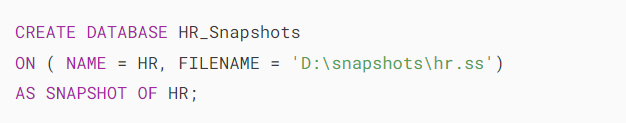 CREATE DATABASE HR_Snapshots
ON ( NAME = HR, FILENAME = 'D:\snapshots\hr.ss')
AS SNAPSHOT OF HR;